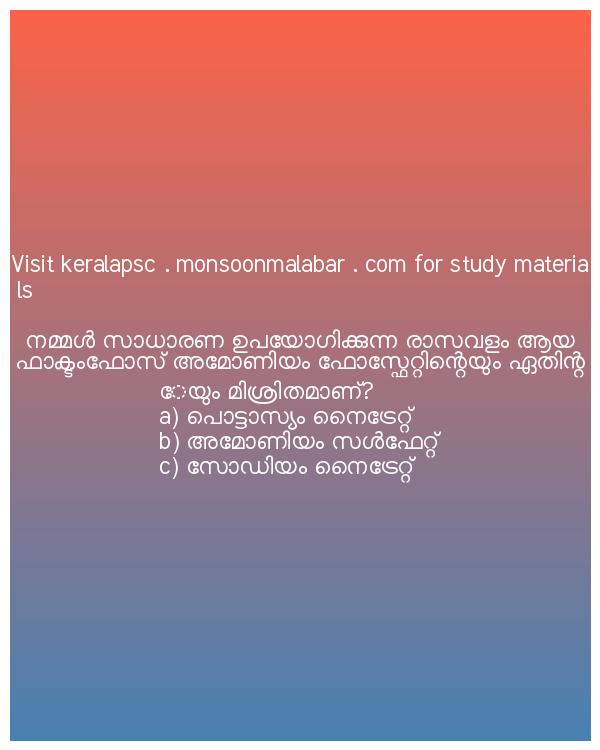 Visit keralapsc . monsoonmalabar . com for study materia
ls
നമ്മൾ സാധാരണ ഉപയോഗിക്കുന്ന രാസവളം ആയ
ഫാക്ടംഫോസ് അമോണിയം ഫോസ്ഫേറ്റിന്റെയും ഏതിന്റ
േയും മിശ്രിതമാണ്?
a) പൊട്ടാസ്യം നൈട്രേറ്റ്
b) അമോണിയം സൾഫേറ്റ്
c) സോഡിയം നൈട്രേറ്റ്